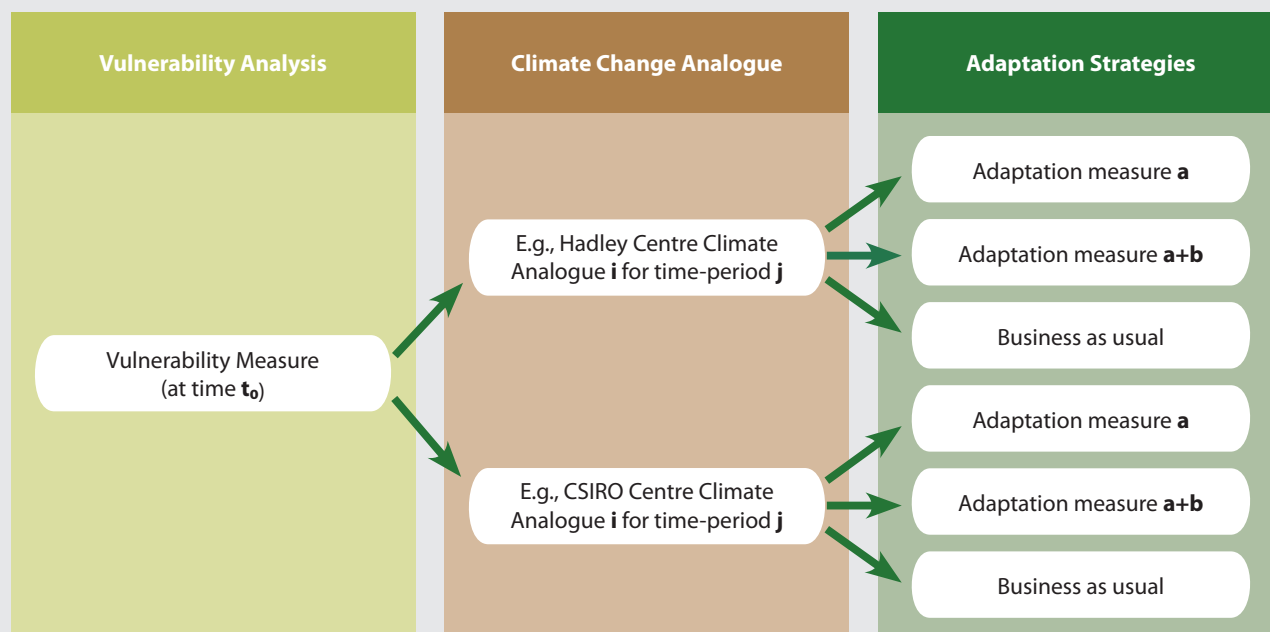 Vulnerability Analysis
Climate Change Analogue
Adaptation Strategies
Vulnerability Measure
(at time t₀)
E.g., Hadley Centre Climate
Analogue i for time-period j
E.g., CSIRO Centre Climate
Analogue i for time-period j
Adaptation measure a
Adaptation measure a+b
Business as usual
Adaptation measure a
Adaptation measure a+b
Business as usual